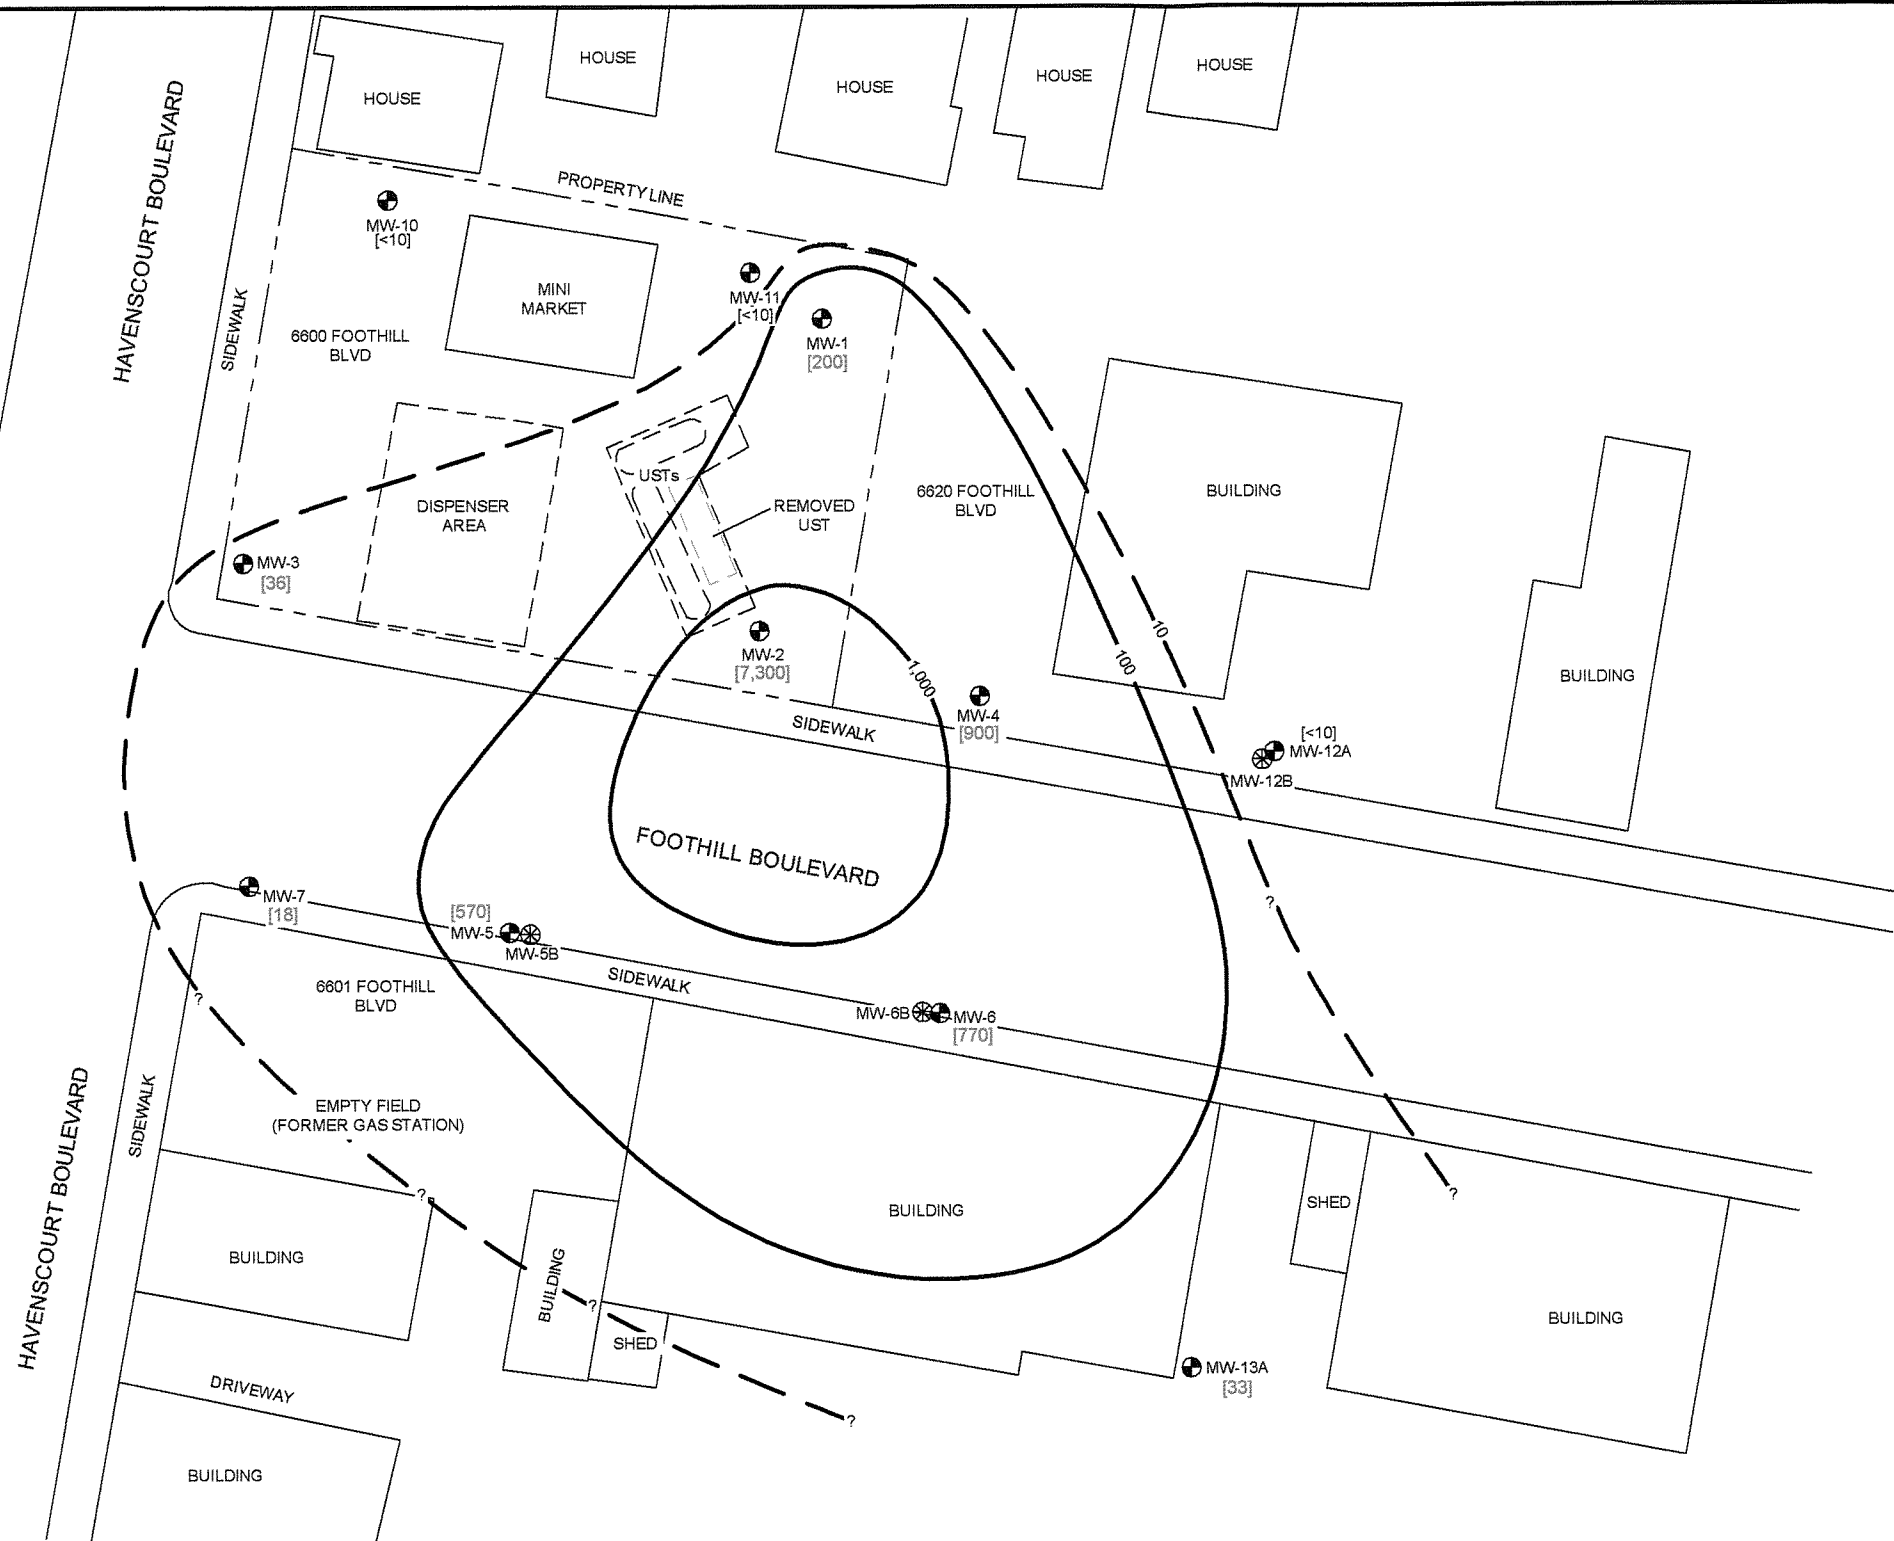 HOUSE
HOUSE
HOUSE
HOUSE
HOUSE
HAVENSCOURT BOULEVARD
SIDEWALK
PROPERTY LINE
MW-10
[<10]
MINI
MARKET
MW-11
[<10]
MW-1
[200]
6600 FOOTHILL
BLVD
USTs
DISPENSER
AREA
REMOVED
UST
6620 FOOTHILL
BLVD
BUILDING
BUILDING
MW-3
[36]
MW-2
[7,300]
1,000
100
10
MW-4
[900]
SIDEWALK
[<10]
MW-12A
MW-12B
FOOTHILL BOULEVARD
?
MW-7
[18]
[570]
MW-5
MW-5B
SIDEWALK
6601 FOOTHILL
BLVD
?
MW-6B
MW-6
[770]
HAVENSCOURT BOULEVARD
SIDEWALK
EMPTY FIELD
(FORMER GAS STATION)
?
?
BUILDING
SHED
BUILDING
BUILDING
?
SHED
BUILDING
MW-13A
[33]
DRIVEWAY
?
BUILDING